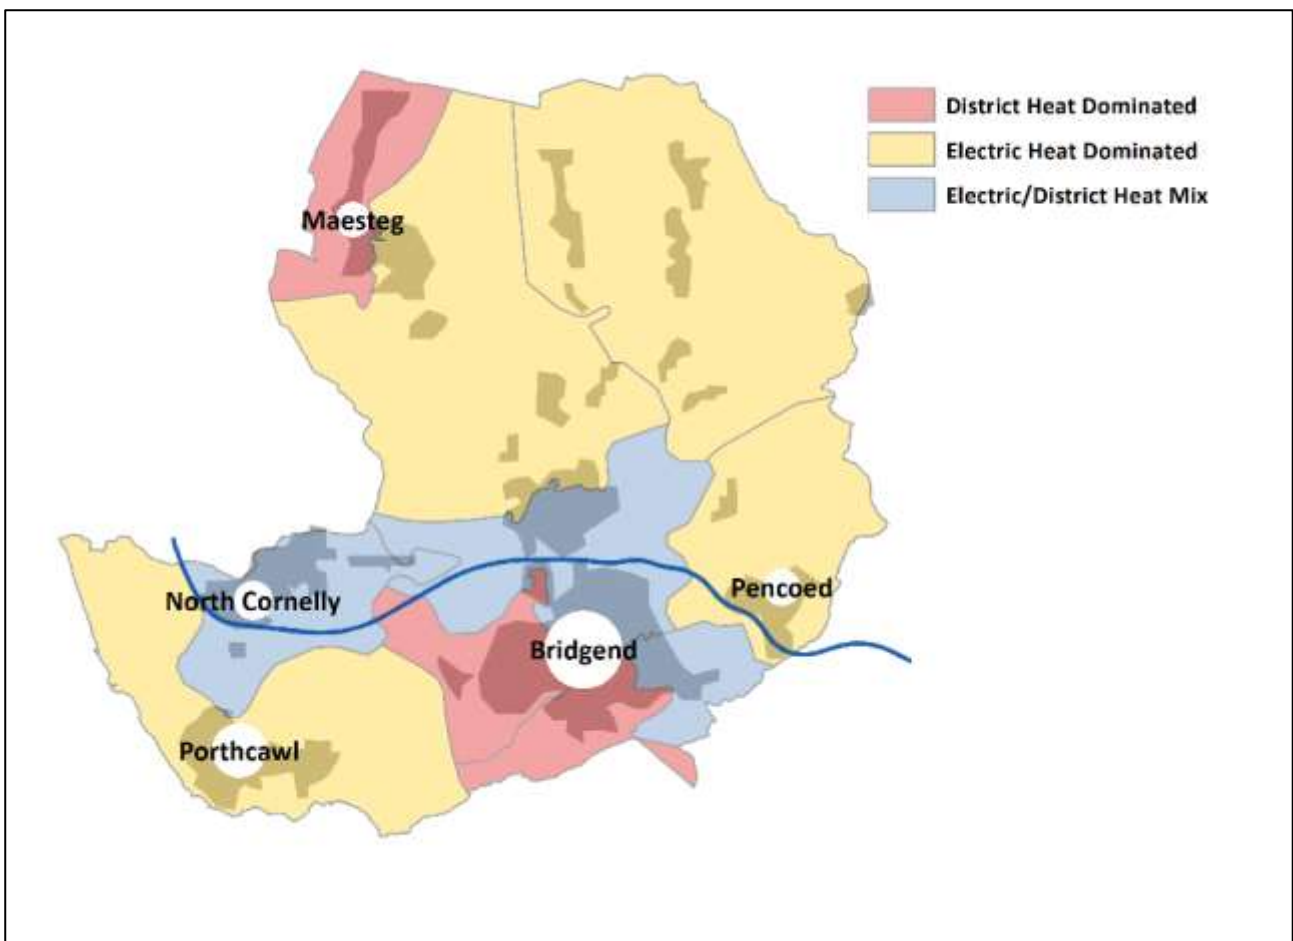 District Heat Dominated
Electric Heat Dominated
Electric/District Heat Mix
Maesteg
Pencoed
North Cornelly
Bridgend
Porthcawl